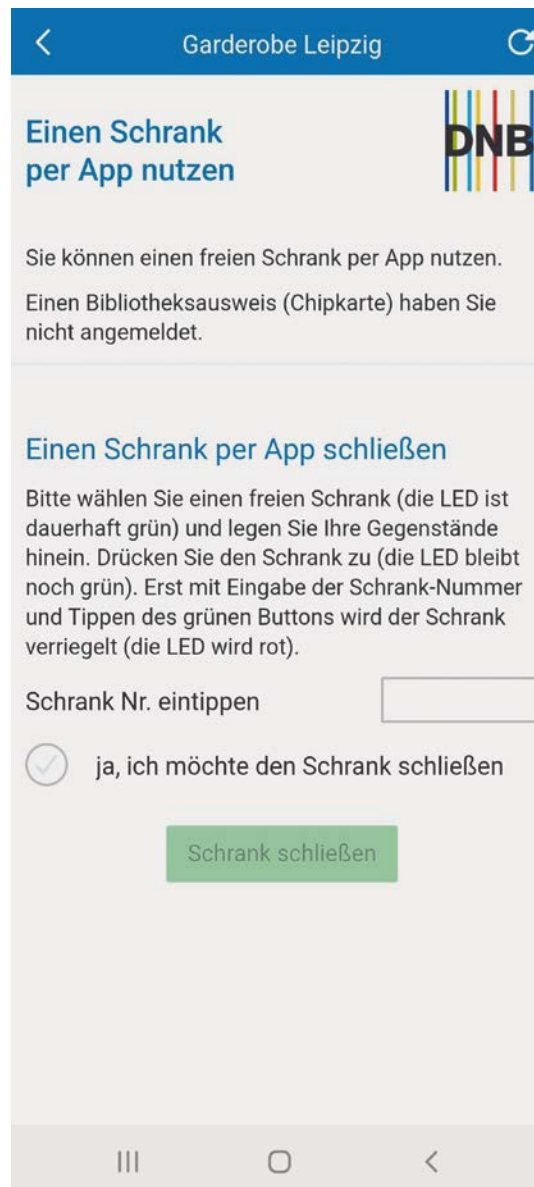 Garderobe Leipzig
Einen Schrank
per App nutzen
DNB
Sie können einen freien Schrank per App nutzen.
Einen Bibliotheksausweis (Chipkarte) haben Sie
nicht angemeldet.
Einen Schrank per App schließen
Bitte wählen Sie einen freien Schrank (die LED ist
dauerhaft grün) und legen Sie Ihre Gegenstände
hinein. Drücken Sie den Schrank zu (die LED bleibt
noch grün). Erst mit Eingabe der Schrank-Nummer
und Tippen des grünen Buttons wird der Schrank
verriegelt (die LED wird rot).
Schrank Nr. eintippen
ja, ich möchte den Schrank schließen
Schrank schließen